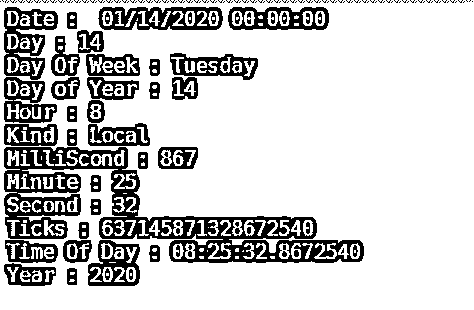 Date :  01/14/2020 00:00:00
Day : 14
Day Of Week : Tuesday
Day of Year : 14
Hour : 8
Kind : Local
MilliScond : 867
Minute : 25
Second : 32
Ticks : 637145871328672540
Time Of Day : 08:25:32.8672540
Year : 2020